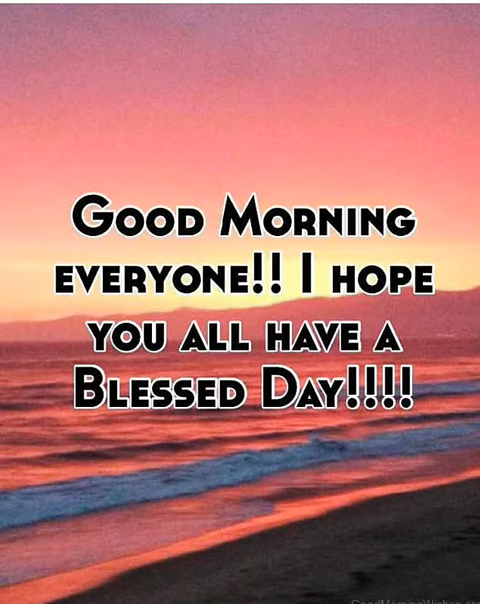 Good Morning
everyone!! I hope
you all have a
Blessed Day!!!!